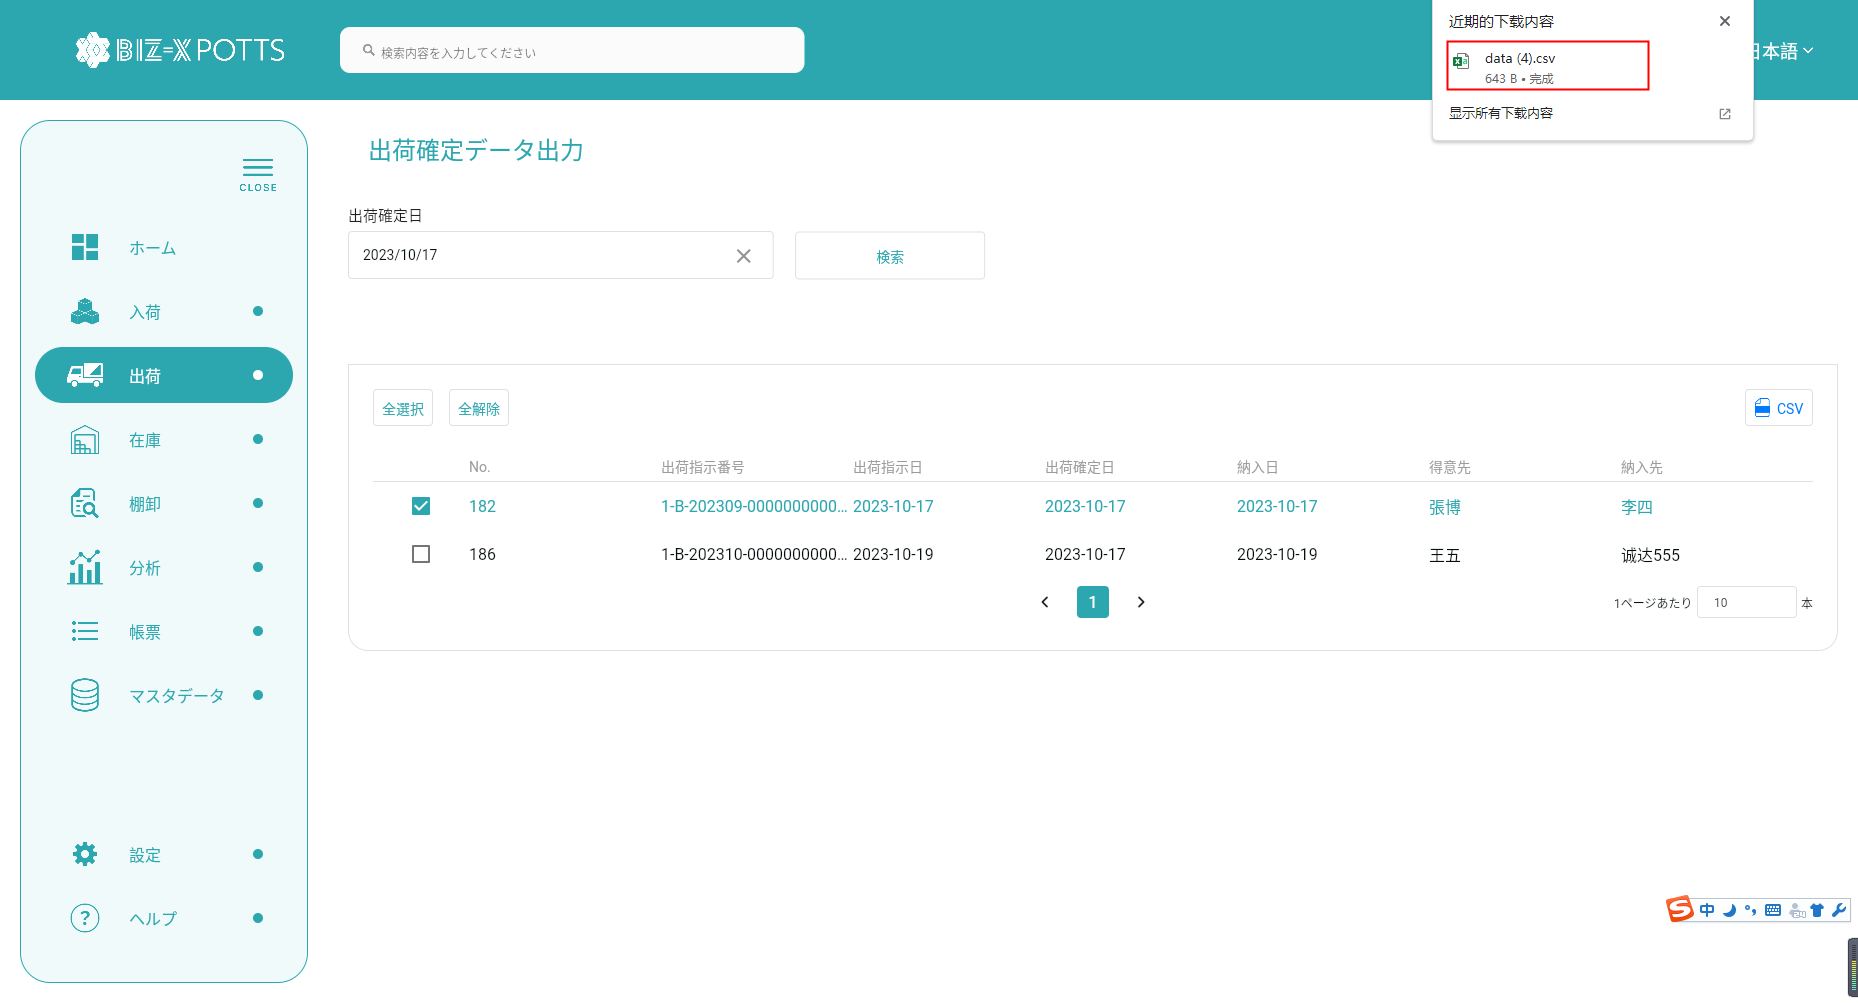 BIZ=X POTTS
検索内容を入力してください
日本語
近期的下载内容
data (4).csv
643 B • 完成
显示所有下载内容
CLOSE
ホーム
入荷
出荷
在庫
棚卸
分析
帳票
マスタデータ
設定
ヘルプ
出荷確定データ出力
出荷確定日
2023/10/17
検索
全選択 全解除
CSV
No. 出荷指示番号 出荷指示日 出荷確定日 納入日 得意先 納入先
182 1-B-202309-0000000000... 2023-10-17 2023-10-17 2023-10-17 張博 李四
186 1-B-202310-0000000000... 2023-10-19 2023-10-17 2023-10-19 王五 诚达555
1
1ページあたり 10 本
中